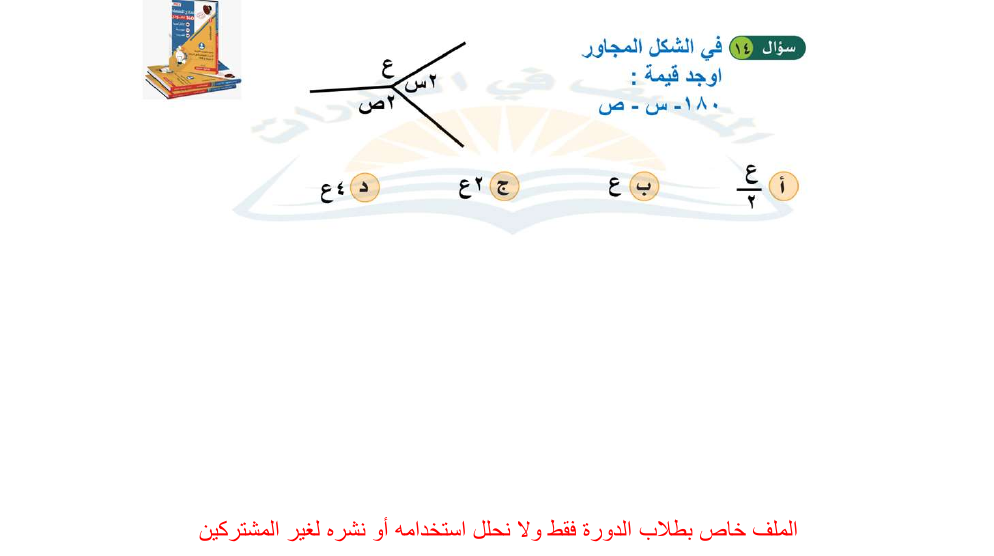 سؤال ١٤ في الشكل المجاور
اوجد قيمة :
١٨٠- س - ص
ع
٢س
٢ص
أ ع/٢ ب ع ج ٢ع د ٤ع
الملف خاص بطلاب الدورة فقط ولا نحلل استخدامه أو نشره لغير المشتركين